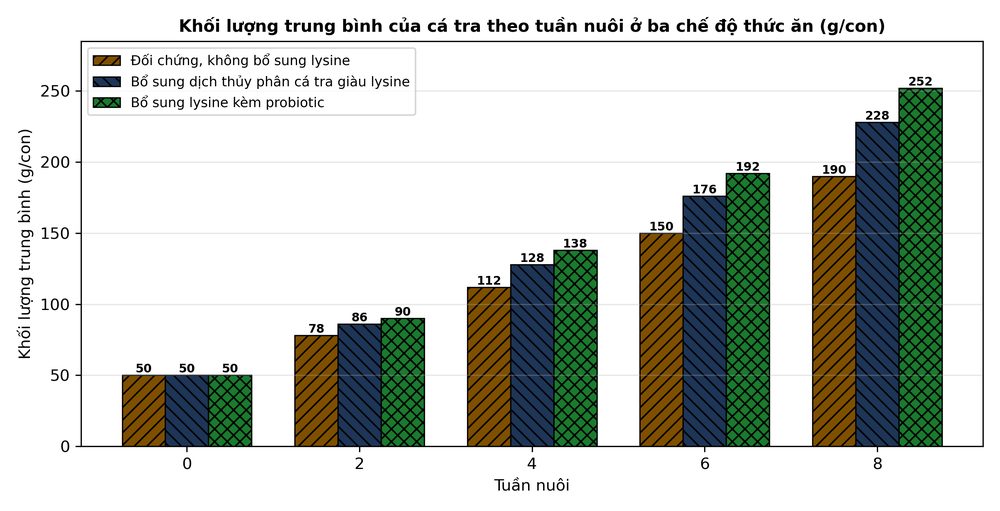 Khối lượng trung bình của cá tra theo tuần nuôi ở ba chế độ thức ăn (g/con)
Đối chứng, không bổ sung lysine
Bổ sung dịch thủy phân cá tra giàu lysine
Bổ sung lysine kèm probiotic
Khối lượng trung bình (g/con)
250
200
150
100
50
0
50 50 50
78 86 90
112 128 138
150 176 192
190 228 252
0 2 4 6 8
Tuần nuôi